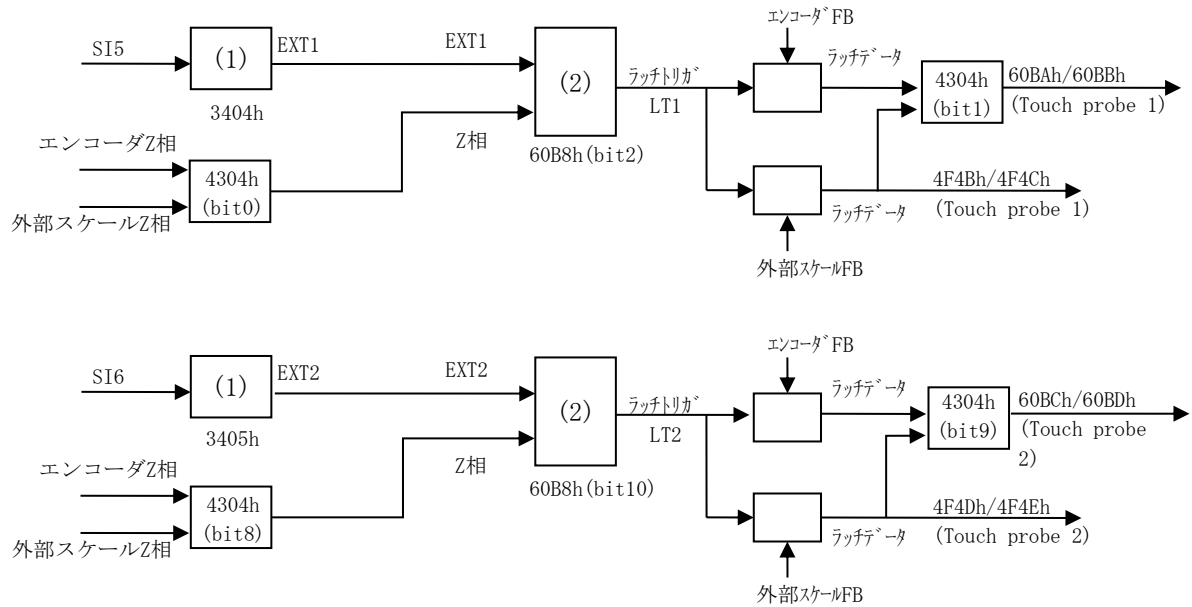 エンコーダFB
SI5
(1)
EXT1
EXT1
(2)
ラッチトリガ
LT1
ラッチデータ
4304h
(bit1)
60BAh/60BBh
(Touch probe 1)
3404h
エンコーダZ相
Z相
60B8h(bit2)
4304h
(bit0)
外部スケールZ相
ラッチデータ
4F4Bh/4F4Ch
(Touch probe 1)
外部スケールFB
エンコーダFB
SI6
(1)
EXT2
EXT2
(2)
ラッチトリガ
LT2
ラッチデータ
4304h
(bit9)
60BCh/60BDh
(Touch probe
2)
3405h
エンコーダZ相
Z相
60B8h(bit10)
4304h
(bit8)
外部スケールZ相
ラッチデータ
4F4Dh/4F4Eh
(Touch probe 2)
外部スケールFB